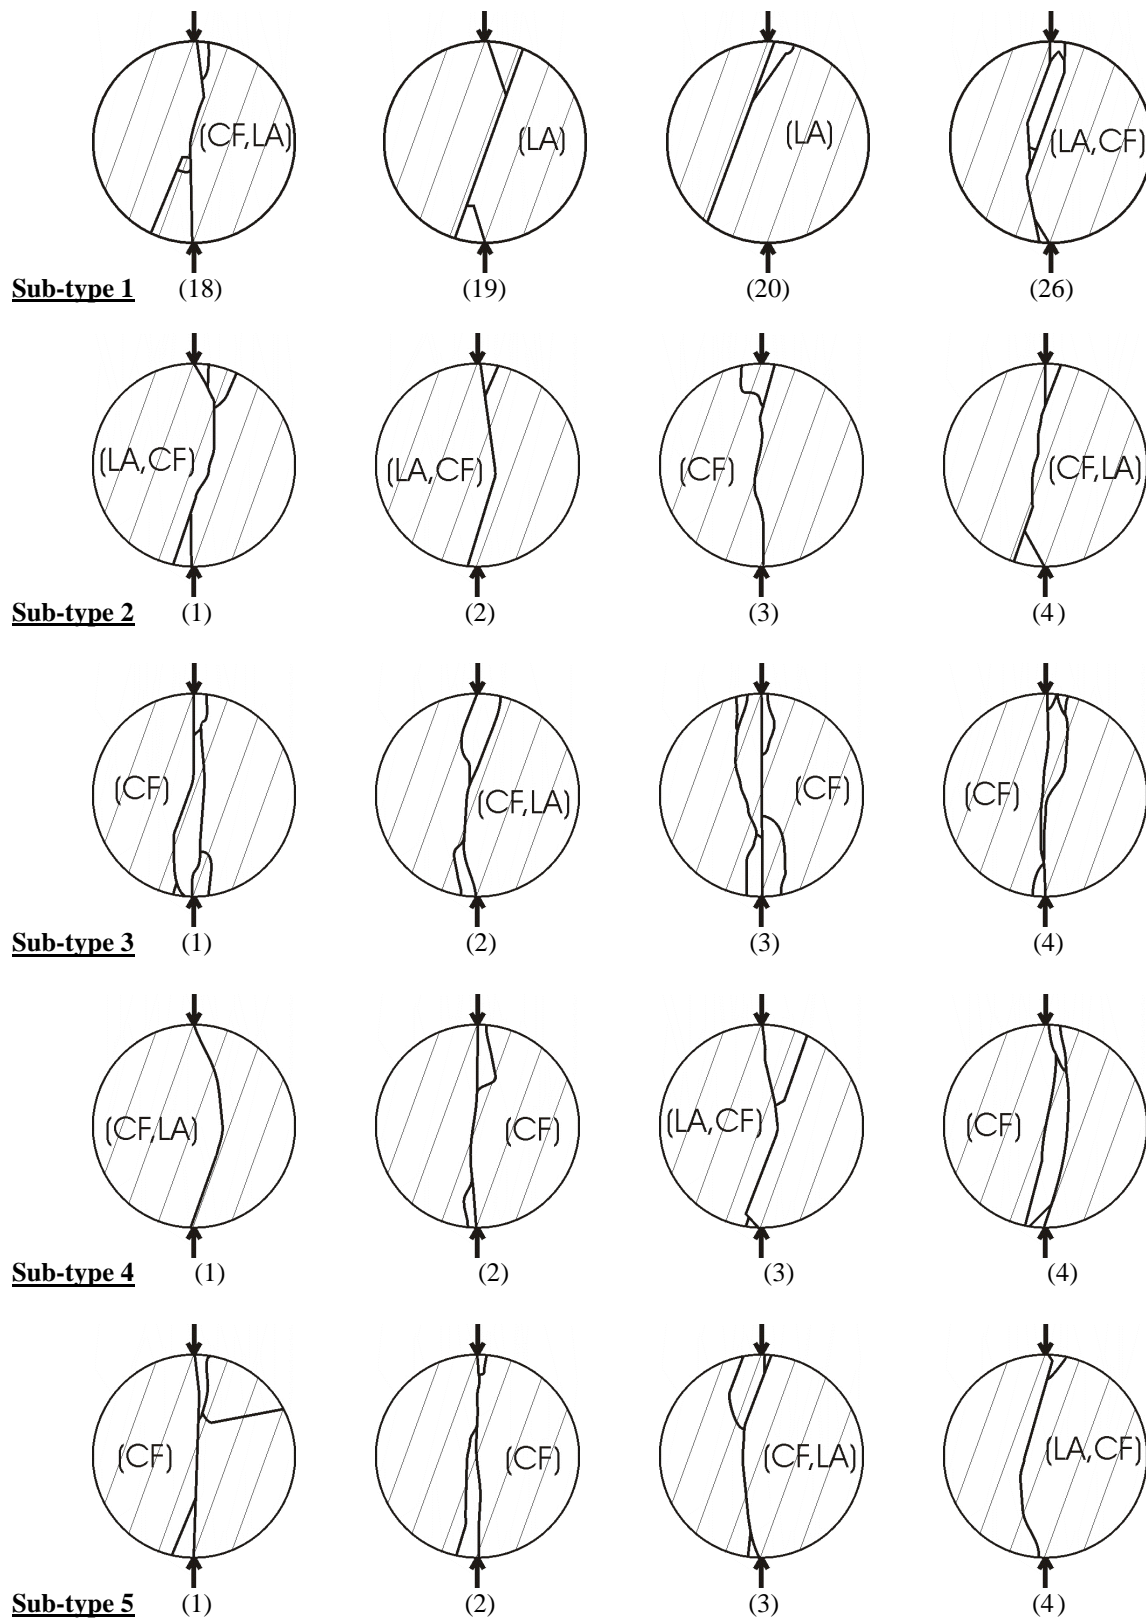 (CF,LA) (LA) (LA) (LA,CF)
Sub-type 1 (18) (19) (20) (26)
(LA,CF) (LA,CF) (CF) (CF,LA)
Sub-type 2 (1) (2) (3) (4)
(CF) (CF,LA) (CF) (CF)
Sub-type 3 (1) (2) (3) (4)
(CF,LA) (CF) (LA,CF) (CF)
Sub-type 4 (1) (2) (3) (4)
(CF) (CF) (CF,LA) (LA,CF)
Sub-type 5 (1) (2) (3) (4)